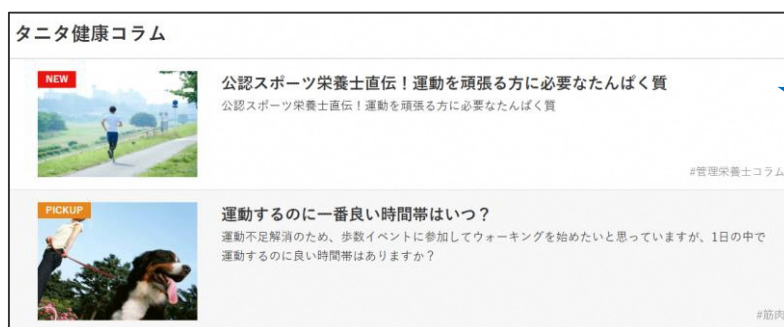 タニタ健康コラム
NEW
公認スポーツ栄養士直伝！運動を頑張る方に必要なたんぱく質
公認スポーツ栄養士直伝！運動を頑張る方に必要なたんぱく質
#管理栄養士コラム
PICKUP
運動するのに一番良い時間帯はいつ？
運動不足解消のため、歩数イベントに参加してウォーキングを始めたいと思っていますが、1日の中で
運動するのに良い時間帯はありますか？
#筋肉